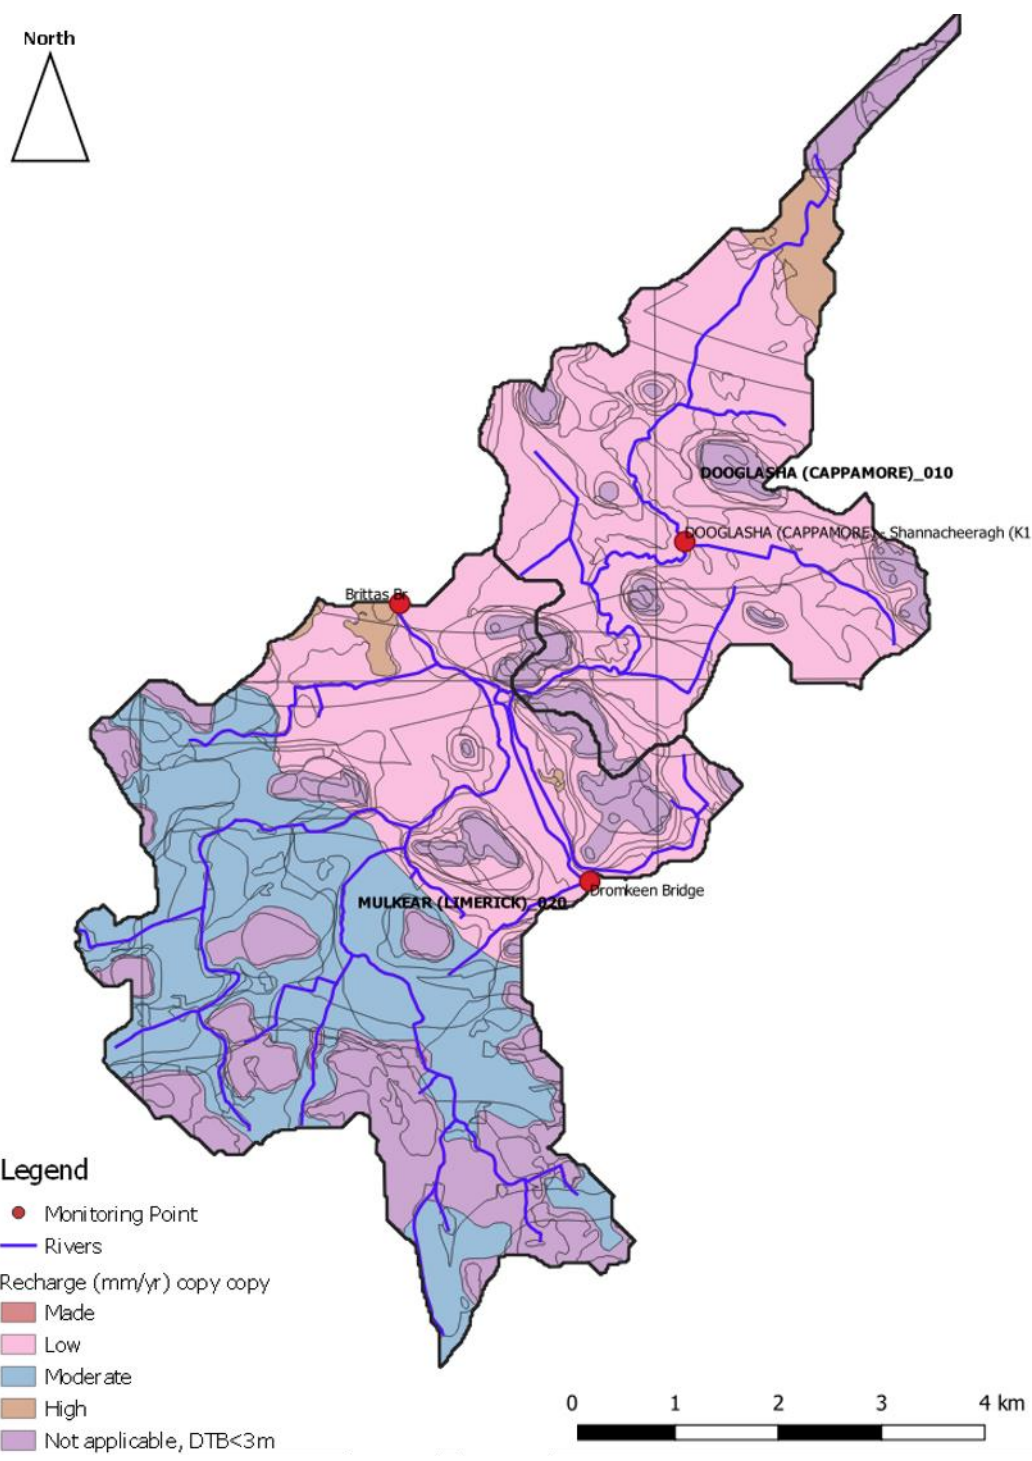 North
DOOGLASHA (CAPPAMORE)_010
DOOGLASHA (CAPPAMORE) - Shannacheeragh (K1
Brittas Br
Dromkeen Bridge
MULKEAR (LIMERICK)_020
Legend
Monitoring Point
Rivers
Recharge (mm/yr) copy copy
Made
Low
Moderate
High
Not applicable, DTB<3m
0 1 2 3 4 km